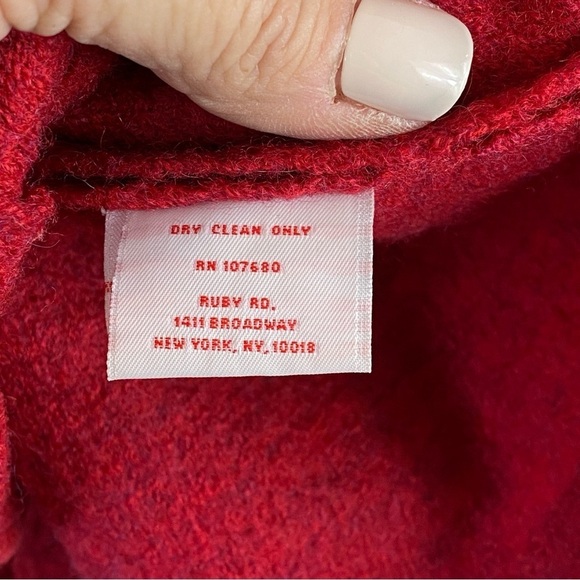 DRY CLEAN ONLY
RN 107680
RUBY RD.
1411 BROADWAY
NEW YORK, NY, 10018